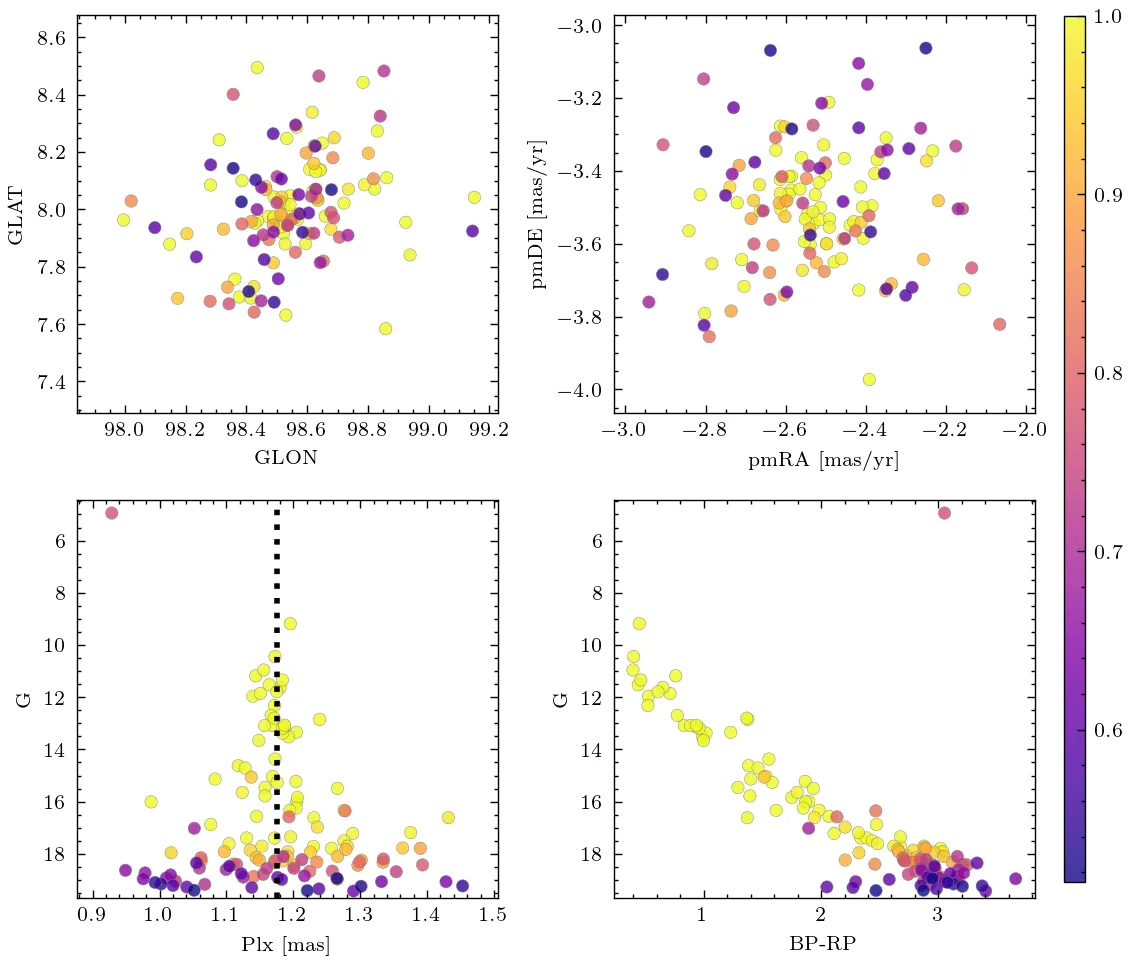 8.6
8.4
8.2
8.0
7.8
7.6
7.4
GLAT
98.0 98.2 98.4 98.6 98.8 99.0 99.2
GLON
−3.0
−3.2
−3.4
−3.6
−3.8
−4.0
pmDE [mas/yr]
−3.0 −2.8 −2.6 −2.4 −2.2 −2.0
pmRA [mas/yr]
1.0
0.9
0.8
0.7
0.6
6
8
10
12
14
16
18
G
0.9 1.0 1.1 1.2 1.3 1.4 1.5
Plx [mas]
6
8
10
12
14
16
18
G
1 2 3
BP-RP